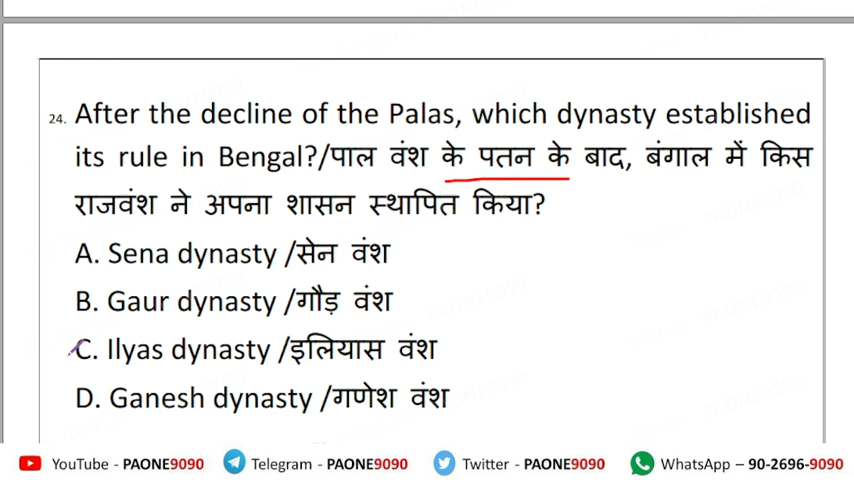 24. After the decline of the Palas, which dynasty established
its rule in Bengal?/पाल वंश के पतन के बाद, बंगाल में किस
राजवंश ने अपना शासन स्थापित किया?
A. Sena dynasty /सेन वंश
B. Gaur dynasty /गौड़ वंश
C. Ilyas dynasty /इलियास वंश
D. Ganesh dynasty /गणेश वंश
YouTube - PAONE9090 Telegram - PAONE9090 Twitter - PAONE9090 WhatsApp – 90-2696-9090